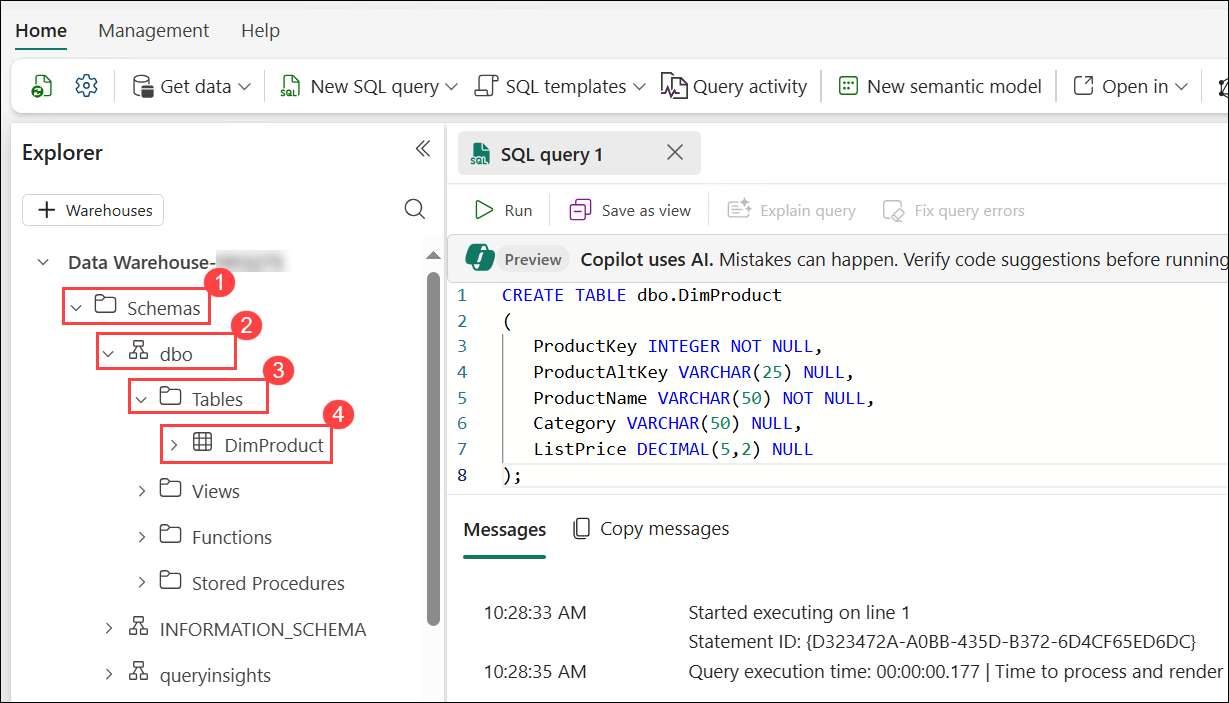 Home Management Help
Get data New SQL query SQL templates Query activity New semantic model Open in
Explorer
Warehouses
Data Warehouse-
1
Schemas
2
dbo
3
Tables
4
DimProduct
Views
Functions
Stored Procedures
INFORMATION_SCHEMA
queryinsights
SQL query 1
Run Save as view Explain query Fix query errors
Preview Copilot uses AI. Mistakes can happen. Verify code suggestions before running
1 CREATE TABLE dbo.DimProduct
2 (
3 ProductKey INTEGER NOT NULL,
4 ProductAltKey VARCHAR(25) NULL,
5 ProductName VARCHAR(50) NOT NULL,
6 Category VARCHAR(50) NULL,
7 ListPrice DECIMAL(5,2) NULL
8 );
Messages Copy messages
10:28:33 AM Started executing on line 1
Statement ID: {D323472A-A0BB-435D-B372-6D4CF65ED6DC}
10:28:35 AM Query execution time: 00:00:00.177 | Time to process and render